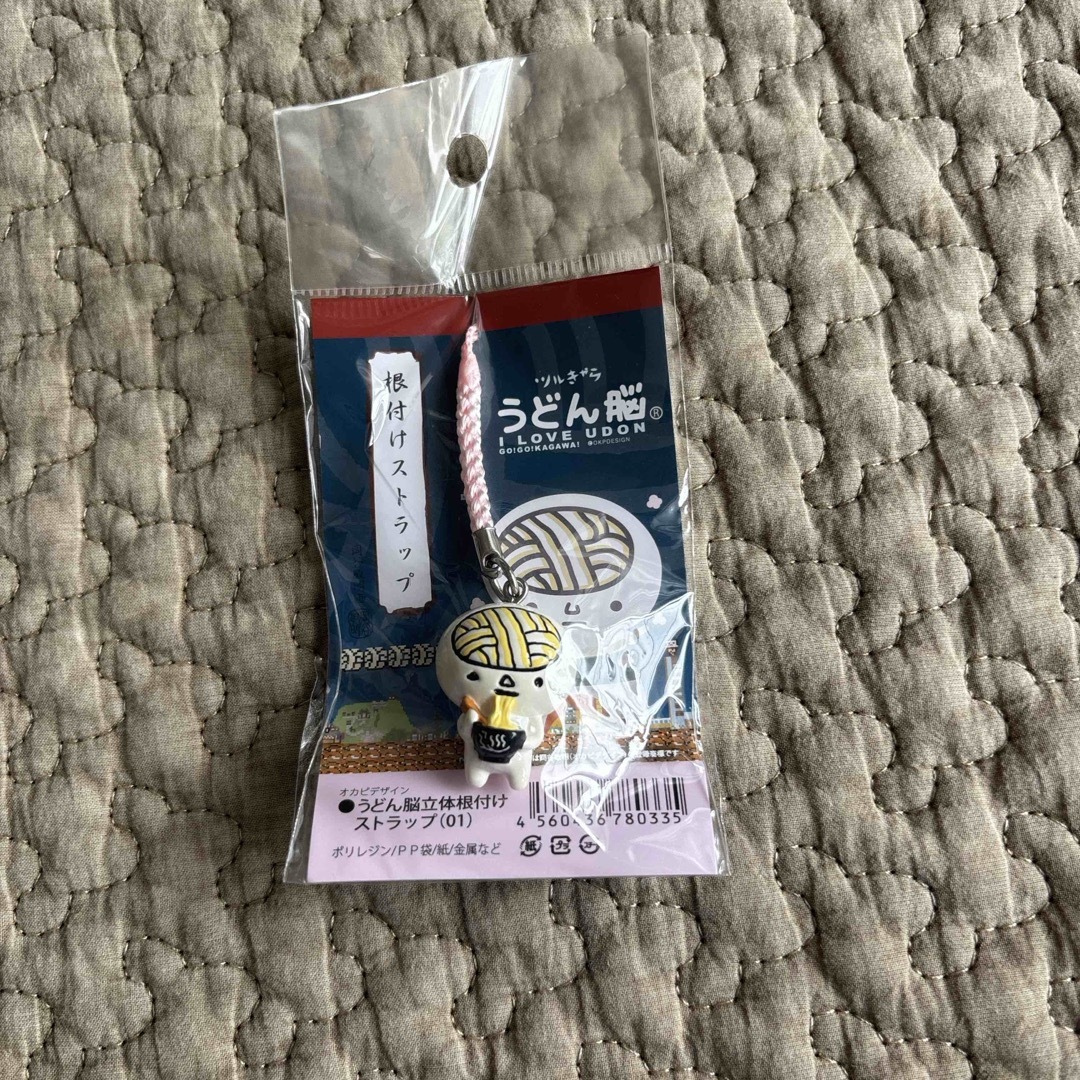 根付けストラップ
ツルきゃら
うどん脳®
I LOVE UDON
GO!GO!KAGAWA! ©OKPDESIGN
オカピデザイン
●うどん脳立体根付け
ストラップ(01)
ポリレジン/PP袋/紙/金属など
780335
紙